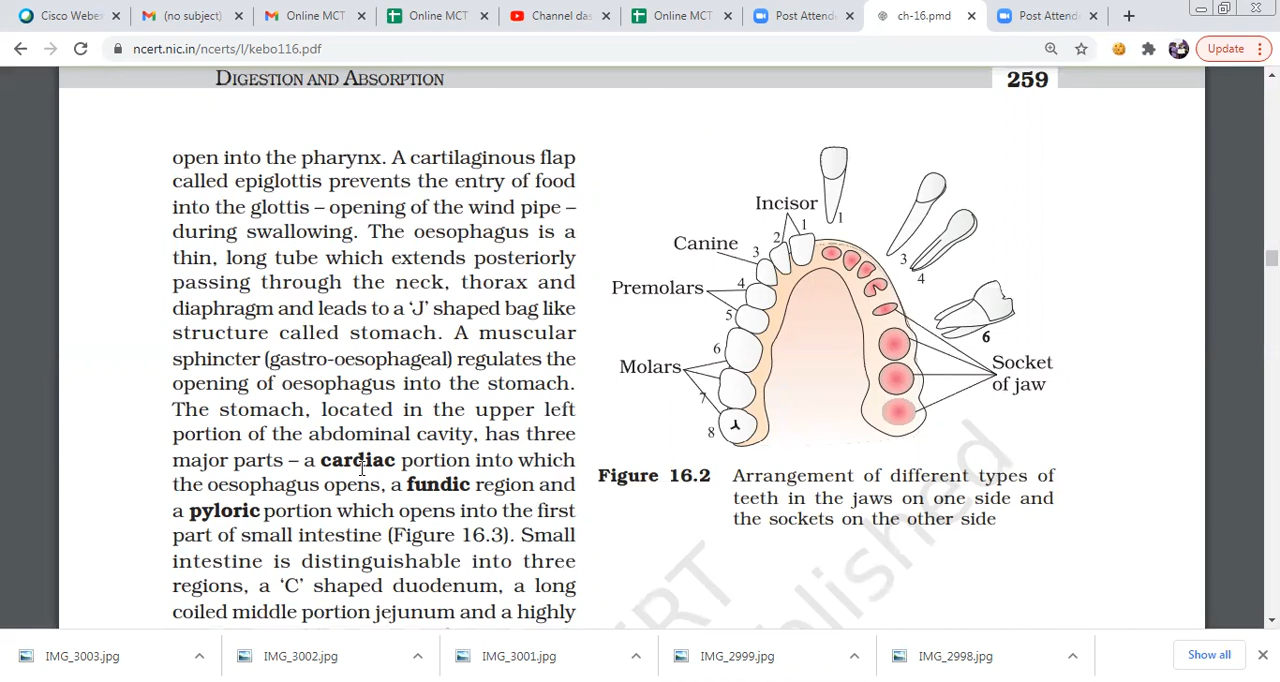 Cisco Webex
(no subject)
Online MCT
Online MCT
Channel das
Online MCT
Post Attende
ch-16.pmd
Post Attende
ncert.nic.in/ncerts/l/kebo116.pdf
Update
DIGESTION AND ABSORPTION
259
open into the pharynx. A cartilaginous flap
called epiglottis prevents the entry of food
into the glottis – opening of the wind pipe –
during swallowing. The oesophagus is a
thin, long tube which extends posteriorly
passing through the neck, thorax and
diaphragm and leads to a ‘J’ shaped bag like
structure called stomach. A muscular
sphincter (gastro-oesophageal) regulates the
opening of oesophagus into the stomach.
The stomach, located in the upper left
portion of the abdominal cavity, has three
major parts – a cardiac portion into which
the oesophagus opens, a fundic region and
a pyloric portion which opens into the first
part of small intestine (Figure 16.3). Small
intestine is distinguishable into three
regions, a ‘C’ shaped duodenum, a long
coiled middle portion jejunum and a highly
Incisor
Canine
Premolars
Molars
1
2
3
4
5
6
7
8
1
3
4
6
Socket
of jaw
Figure 16.2 Arrangement of different types of
teeth in the jaws on one side and
the sockets on the other side
IMG_3003.jpg
IMG_3002.jpg
IMG_3001.jpg
IMG_2999.jpg
IMG_2998.jpg
Show all